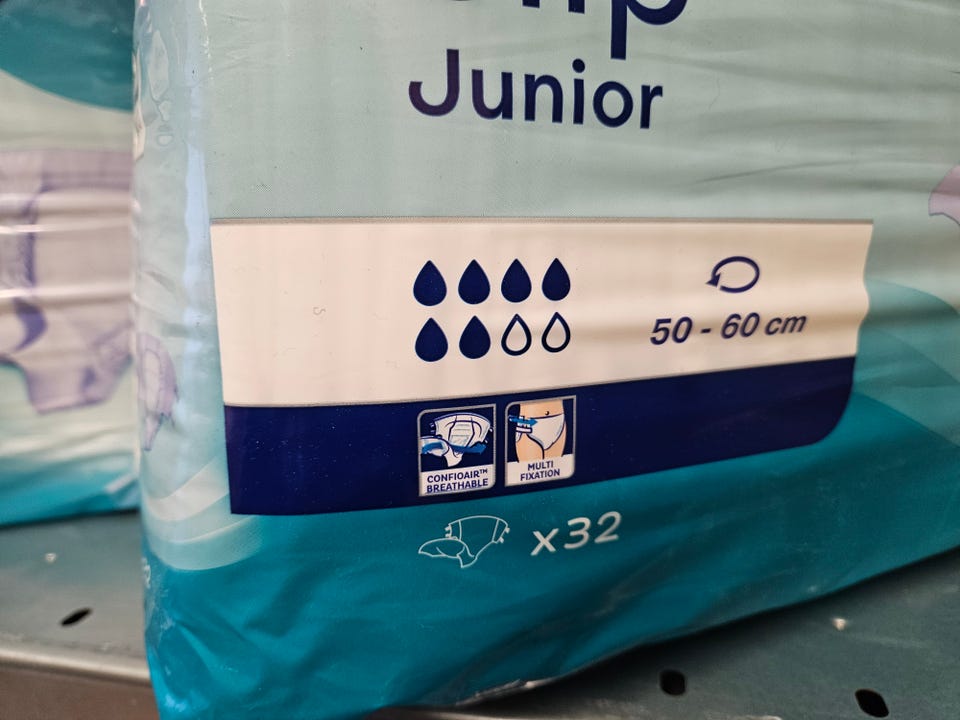 Junior
50 - 60 cm
CONFIOAIR™
BREATHABLE
MULTI
FIXATION
x32